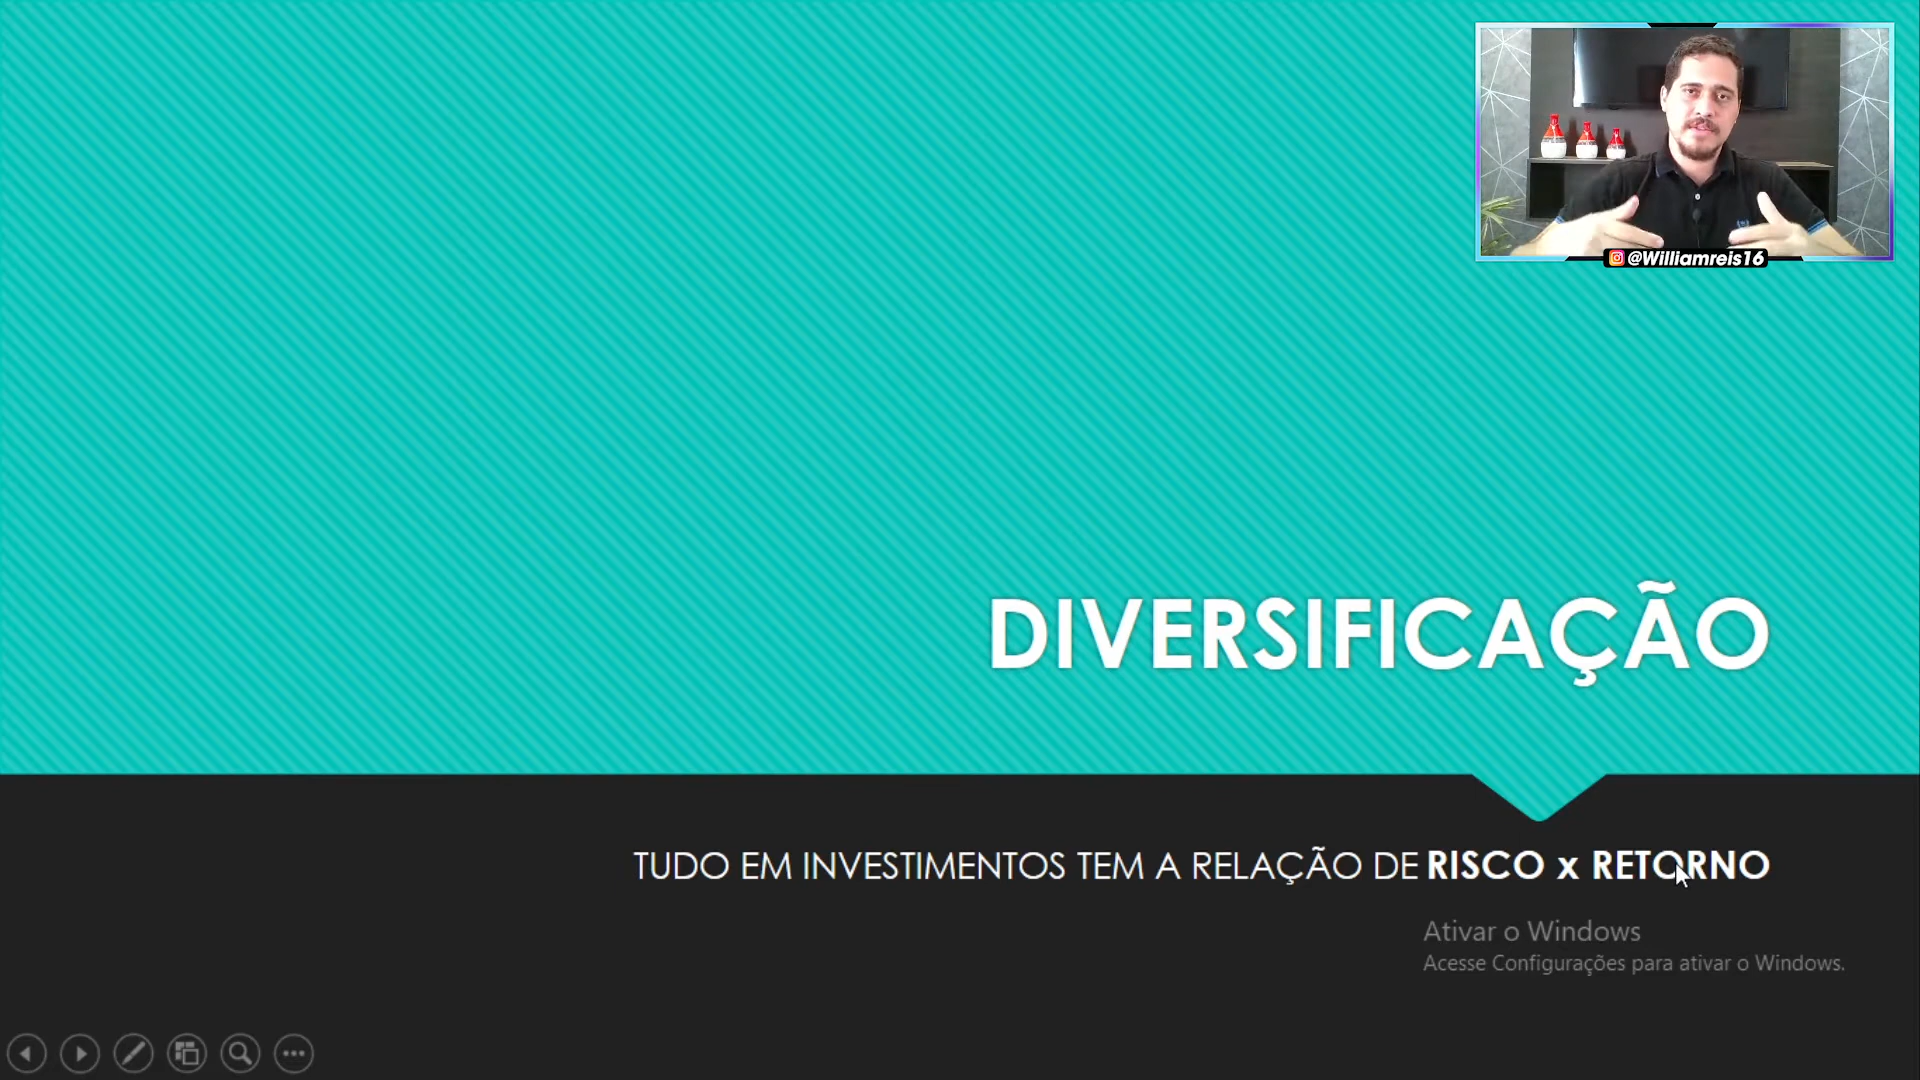 @Williamreis16
DIVERSIFICAÇÃO
TUDO EM INVESTIMENTOS TEM A RELAÇÃO DE RISCO x RETORNO
Ativar o Windows
Acesse Configurações para ativar o Windows.